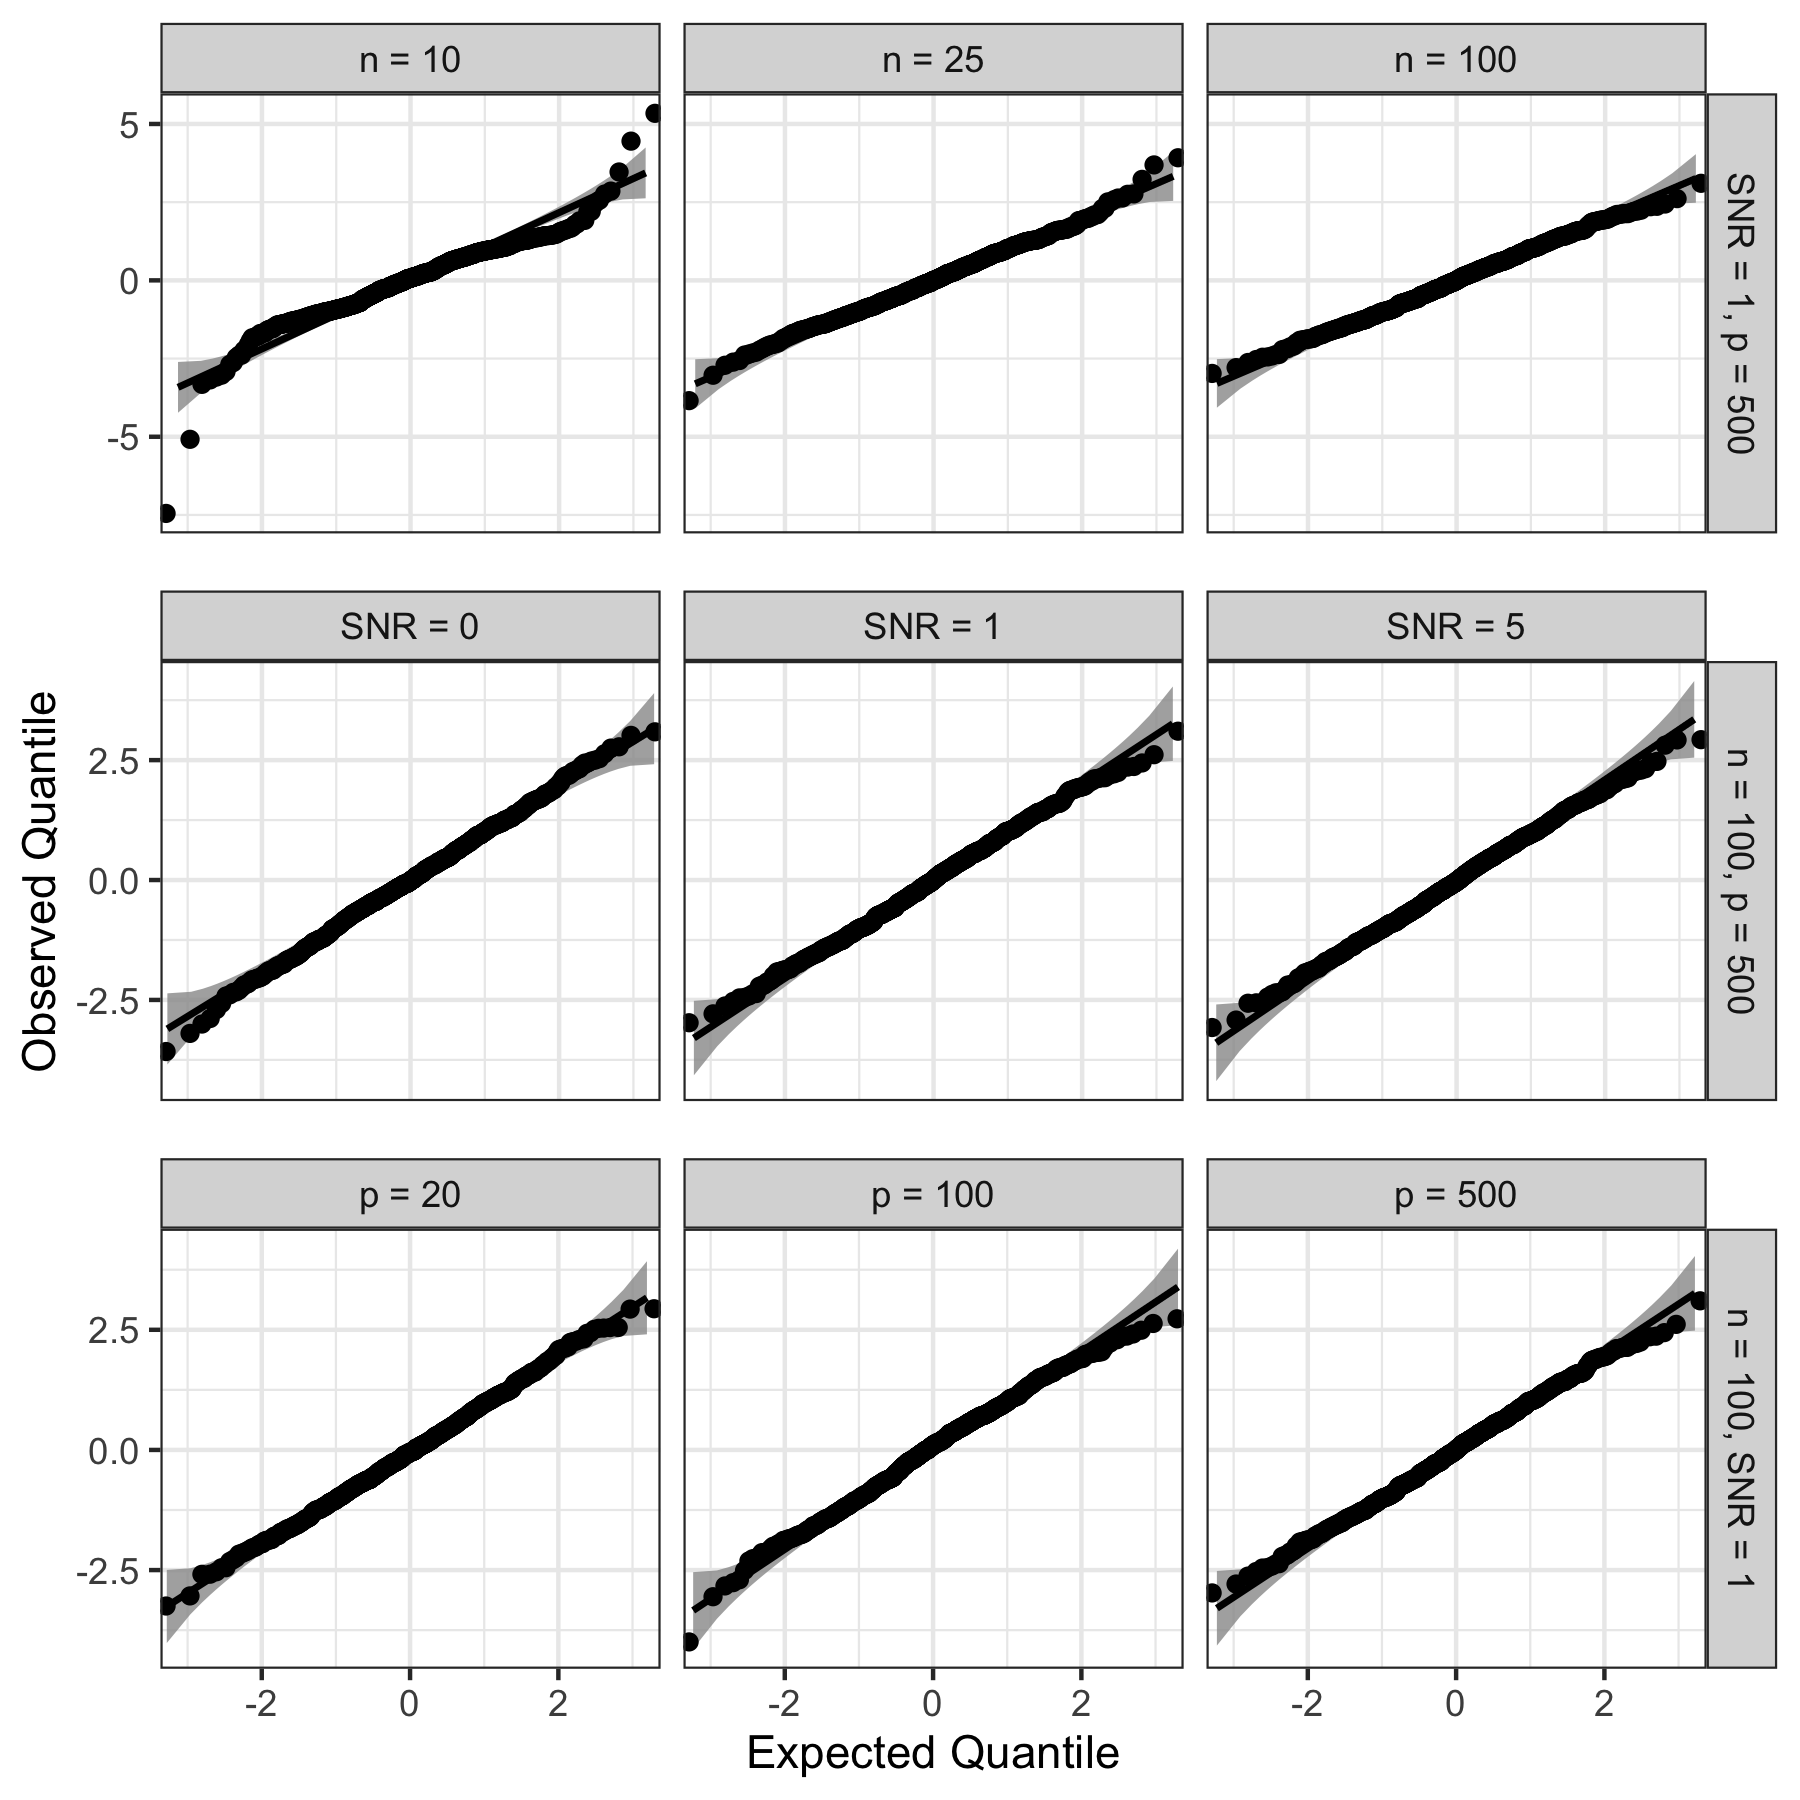 n = 10
n = 25
n = 100
5
0
-5
SNR = 1, p = 500
SNR = 0
SNR = 1
SNR = 5
2.5
0.0
-2.5
n = 100, p = 500
Observed Quantile
p = 20
p = 100
p = 500
2.5
0.0
-2.5
n = 100, SNR = 1
-2
0
2
-2
0
2
-2
0
2
Expected Quantile